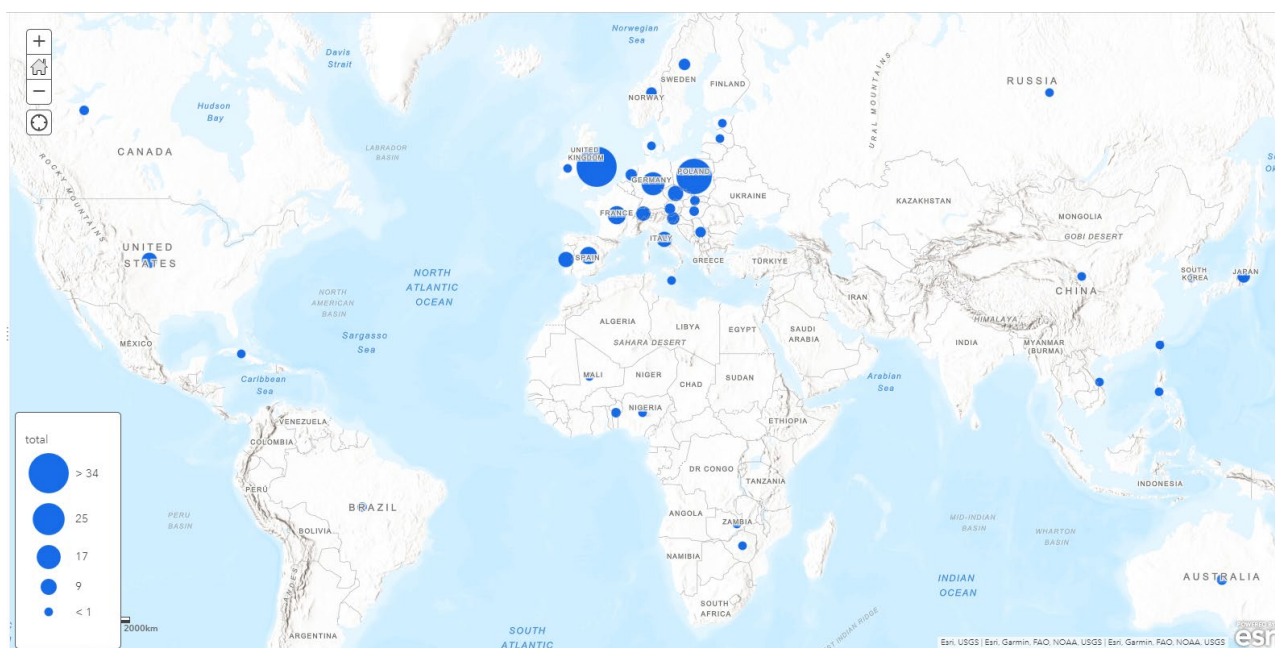 Norwegian
Sea
Davis
Strait
SWEDEN
FINLAND
NORWAY
RUSSIA
URAL MOUNTAINS
Hudson
Bay
CANADA
LABRADOR
BASIN
UNITED
KINGDOM
GERMANY
POLAND
UKRAINE
KAZAKHSTAN
ROCKY MOUNTAINS
FRANCE
MONGOLIA
GOBI DESERT
UNITED
STATES
ITALY
SPAIN
GREECE
TÜRKIYE
SOUTH
KOREA
JAPAN
NORTH
ATLANTIC
OCEAN
NORTH
AMERICAN
BASIN
CHINA
IRAN
Sargasso
Sea
ALGERIA
LIBYA
EGYPT
SAUDI
ARABIA
HIMALAYA
SAHARA DESERT
MÉXICO
INDIA
MYANMAR
(BURMA)
Caribbean
Sea
MALI
NIGER
CHAD
SUDAN
Arabian
Sea
NIGERIA
ETHIOPIA
VENEZUELA
COLOMBIA
DR CONGO
TANZANIA
INDONESIA
PERÚ
BRAZIL
PERU
BASIN
BOLIVIA
ANGOLA
ZAMBIA
MID-INDIAN
BASIN
WHARTON
BASIN
NAMIBIA
ANDES
INDIAN
OCEAN
AUSTRALIA
SOUTH
AFRICA
ARGENTINA
SOUTH
ATLANTIC
total
> 34
25
17
9
< 1
2000km
Esri, USGS | Esri, Garmin, FAO, NOAA, USGS | Esri, Garmin, FAO, NOAA, USGS
POWERED BY
esri